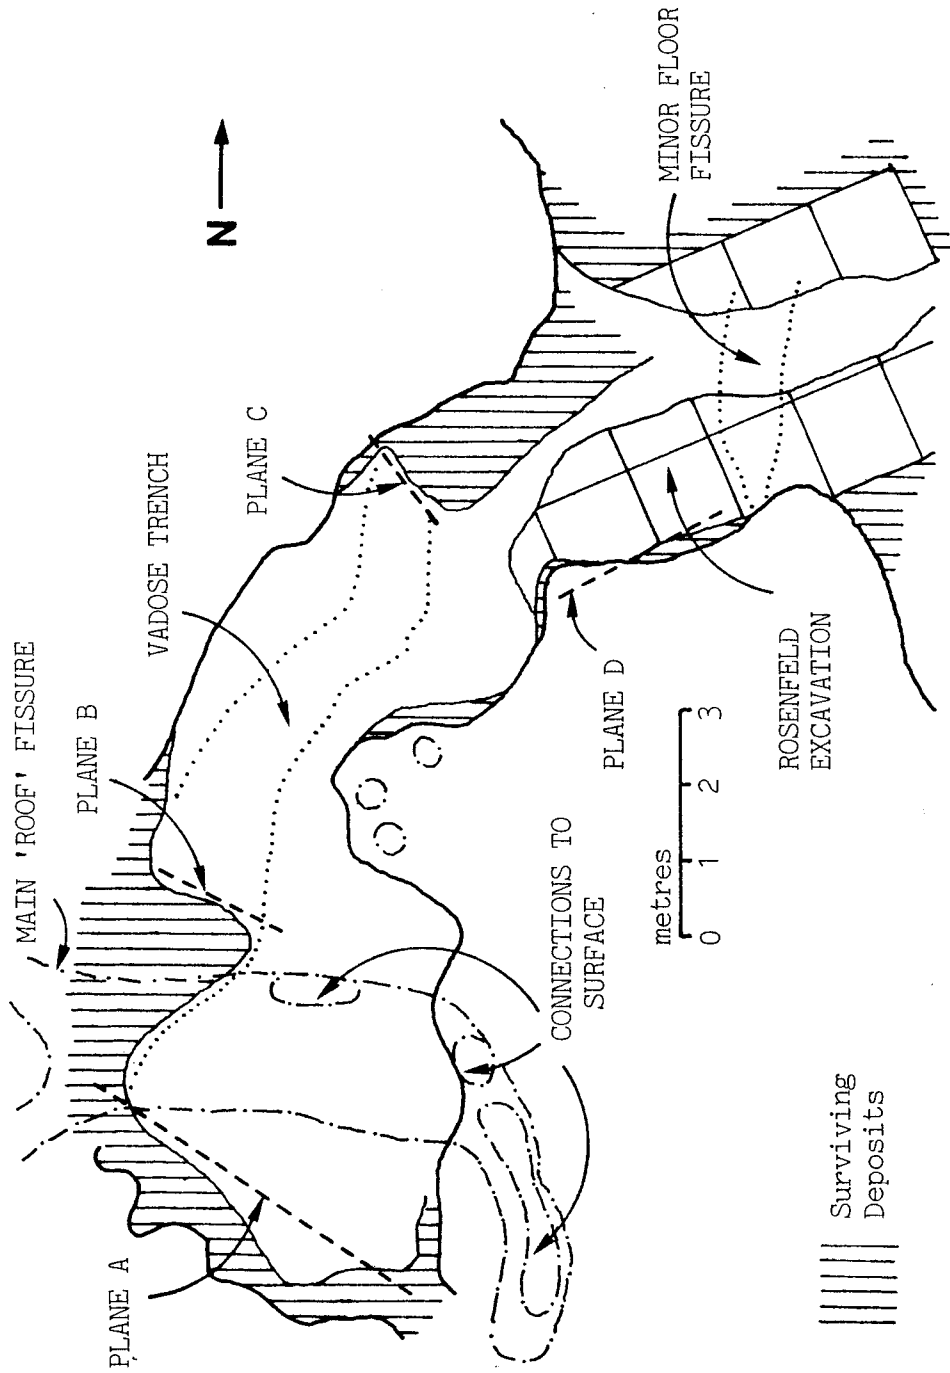 MAIN 'ROOF' FISSURE
PLANE B
VADOSE TRENCH
PLANE C
N
MINOR FLOOR
FISSURE
PLANE A
CONNECTIONS TO
SURFACE
PLANE D
ROSENFELD
EXCAVATION
metres
0 1 2 3
Surviving
Deposits